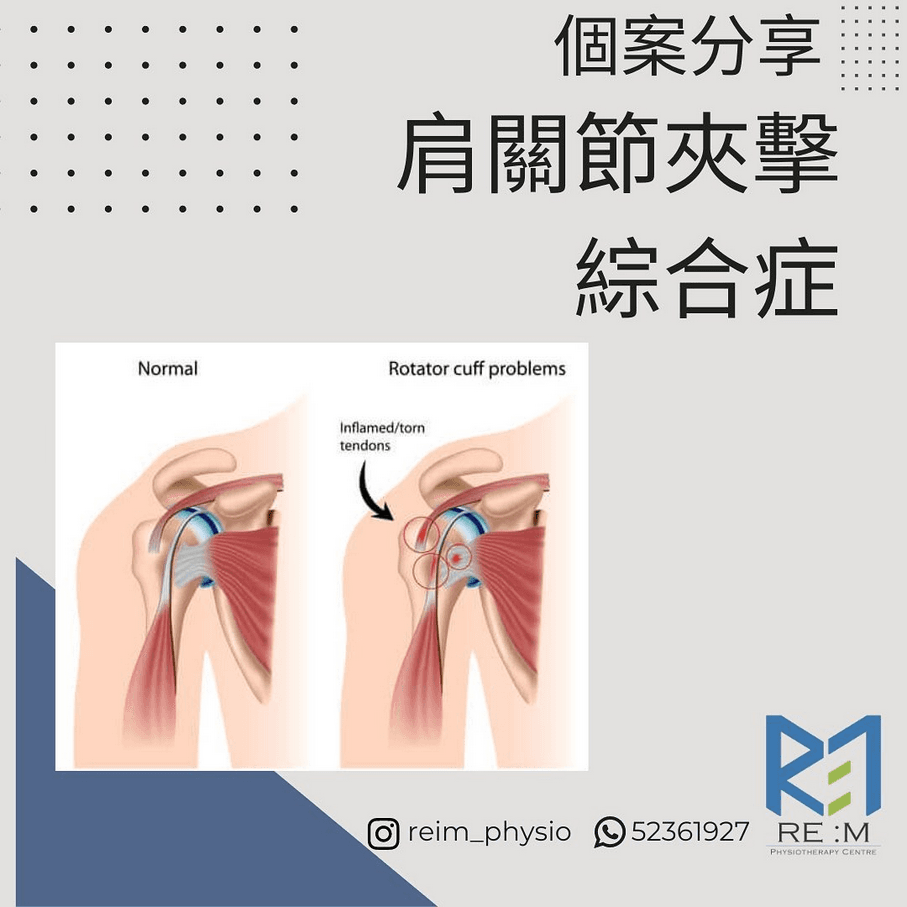 個案分享
肩關節夾擊
綜合症
Normal
Rotator cuff problems
Inflamed/torn
tendons
reim_physio
52361927
RE :M
PHYSIOTHERAPY CENTRE